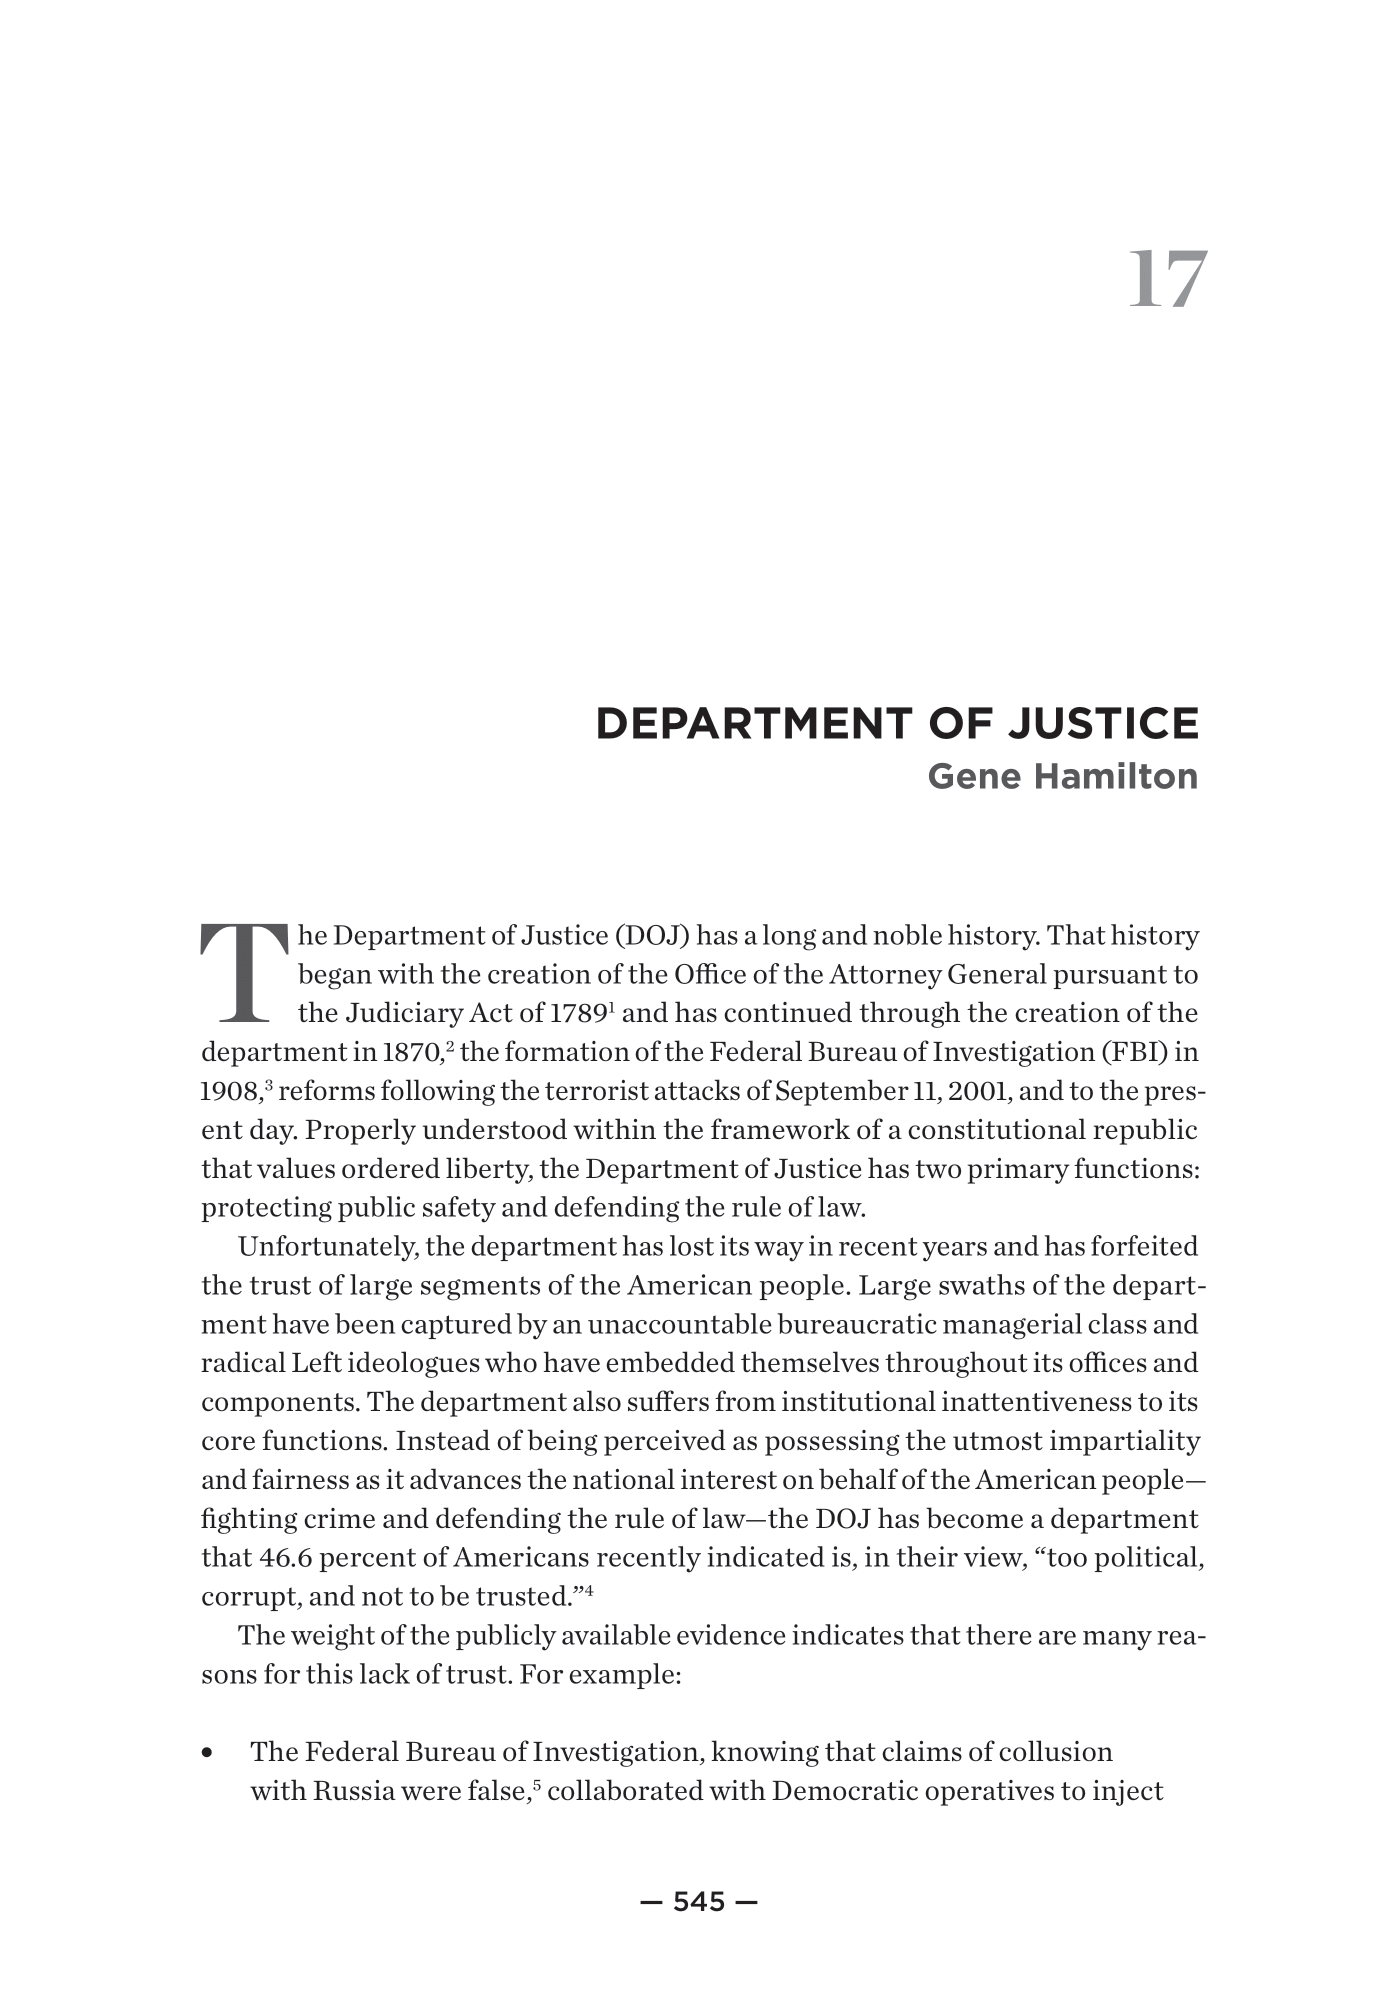 17
DEPARTMENT OF JUSTICE
Gene Hamilton
The Department of Justice (DOJ) has a long and noble history. That history
began with the creation of the Office of the Attorney General pursuant to
the Judiciary Act of 1789¹ and has continued through the creation of the
department in 1870,² the formation of the Federal Bureau of Investigation (FBI) in
1908,³ reforms following the terrorist attacks of September 11, 2001, and to the pres-
ent day. Properly understood within the framework of a constitutional republic
that values ordered liberty, the Department of Justice has two primary functions:
protecting public safety and defending the rule of law.
Unfortunately, the department has lost its way in recent years and has forfeited
the trust of large segments of the American people. Large swaths of the depart-
ment have been captured by an unaccountable bureaucratic managerial class and
radical Left ideologues who have embedded themselves throughout its offices and
components. The department also suffers from institutional inattentiveness to its
core functions. Instead of being perceived as possessing the utmost impartiality
and fairness as it advances the national interest on behalf of the American people—
fighting crime and defending the rule of law—the DOJ has become a department
that 46.6 percent of Americans recently indicated is, in their view, “too political,
corrupt, and not to be trusted.”⁴
The weight of the publicly available evidence indicates that there are many rea-
sons for this lack of trust. For example:
• The Federal Bureau of Investigation, knowing that claims of collusion
with Russia were false,⁵ collaborated with Democratic operatives to inject
— 545 —